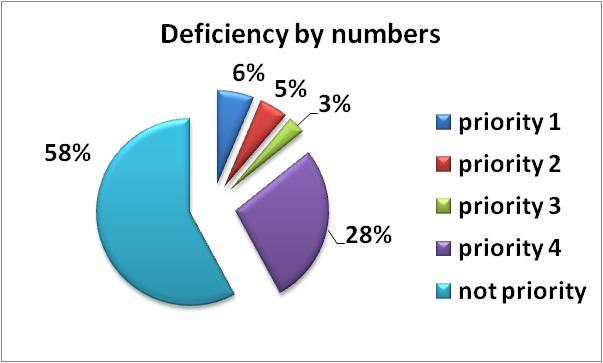 Deficiency by numbers
6%
5%
3%
58%
28%
priority 1
priority 2
priority 3
priority 4
not priority